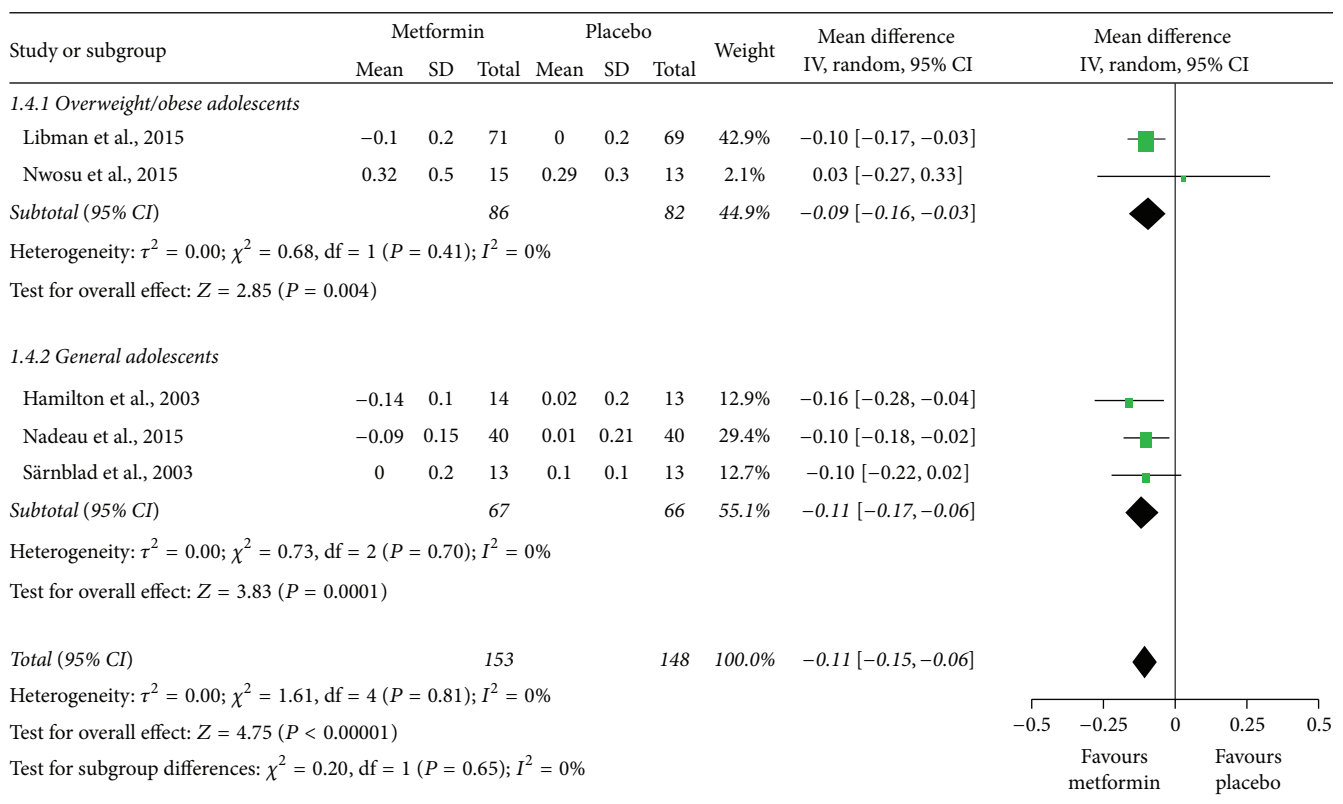 Study or subgroup Metformin Placebo Weight Mean difference Mean difference
Mean SD Total Mean SD Total IV, random, 95% CI IV, random, 95% CI
1.4.1 Overweight/obese adolescents
Libman et al., 2015 −0.1 0.2 71 0 0.2 69 42.9% −0.10 [−0.17, −0.03]
Nwosu et al., 2015 0.32 0.5 15 0.29 0.3 13 2.1% 0.03 [−0.27, 0.33]
Subtotal (95% CI) 86 82 44.9% −0.09 [−0.16, −0.03]
Heterogeneity: τ² = 0.00; χ² = 0.68, df = 1 (P = 0.41); I² = 0%
Test for overall effect: Z = 2.85 (P = 0.004)
1.4.2 General adolescents
Hamilton et al., 2003 −0.14 0.1 14 0.02 0.2 13 12.9% −0.16 [−0.28, −0.04]
Nadeau et al., 2015 −0.09 0.15 40 0.01 0.21 40 29.4% −0.10 [−0.18, −0.02]
Särnblad et al., 2003 0 0.2 13 0.1 0.1 13 12.7% −0.10 [−0.22, 0.02]
Subtotal (95% CI) 67 66 55.1% −0.11 [−0.17, −0.06]
Heterogeneity: τ² = 0.00; χ² = 0.73, df = 2 (P = 0.70); I² = 0%
Test for overall effect: Z = 3.83 (P = 0.0001)
Total (95% CI) 153 148 100.0% −0.11 [−0.15, −0.06]
Heterogeneity: τ² = 0.00; χ² = 1.61, df = 4 (P = 0.81); I² = 0%
Test for overall effect: Z = 4.75 (P < 0.00001)
Test for subgroup differences: χ² = 0.20, df = 1 (P = 0.65); I² = 0%
−0.5 −0.25 0 0.25 0.5
Favours Favours
metformin placebo